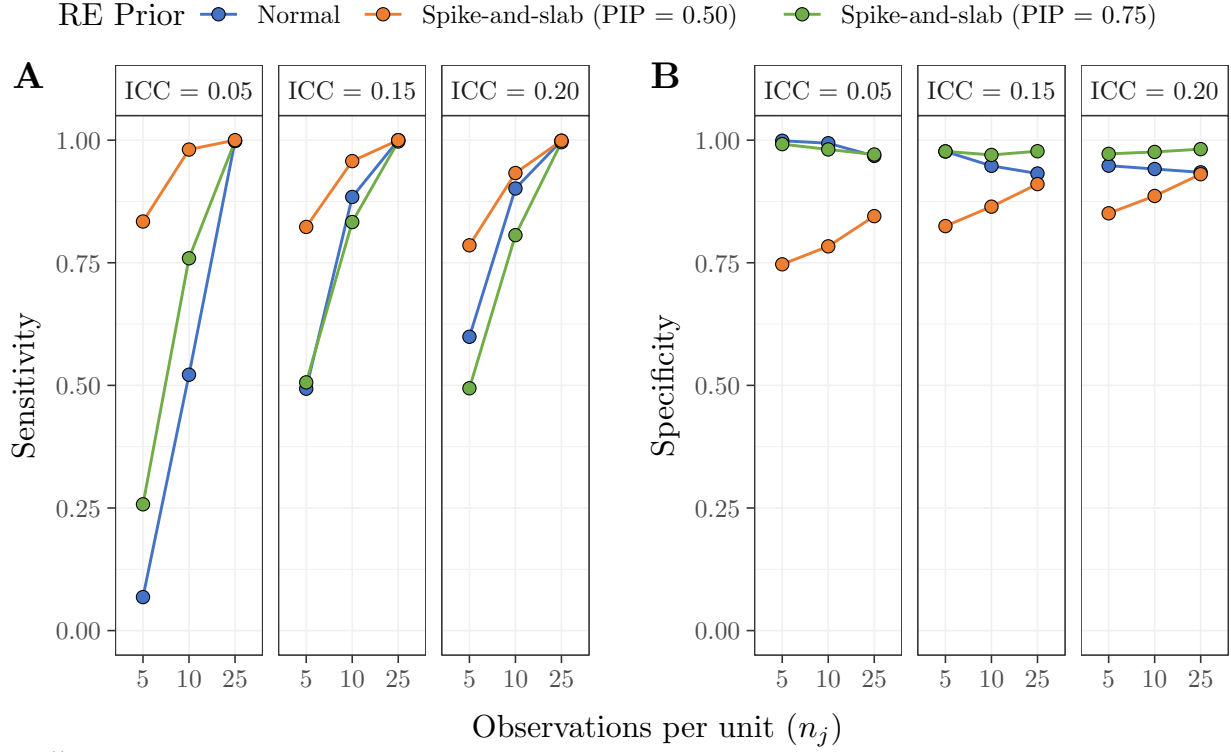 RE Prior Normal Spike-and-slab (PIP = 0.50) Spike-and-slab (PIP = 0.75)
A
ICC = 0.05 ICC = 0.15 ICC = 0.20
Sensitivity
1.00
0.75
0.50
0.25
0.00
5 10 25 5 10 25 5 10 25
B
ICC = 0.05 ICC = 0.15 ICC = 0.20
Specificity
1.00
0.75
0.50
0.25
0.00
5 10 25 5 10 25 5 10 25
Observations per unit (n_j)